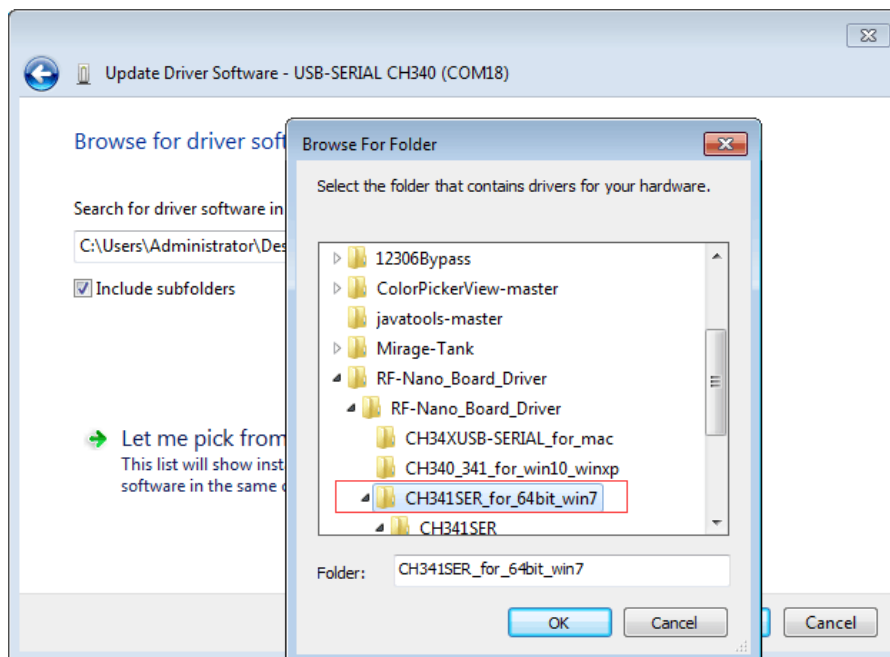 Update Driver Software - USB-SERIAL CH340 (COM18)
Browse for driver soft
Search for driver software in
C:\Users\Administrator\Des
Include subfolders
Let me pick from
This list will show inst
software in the same
Browse For Folder
Select the folder that contains drivers for your hardware.
12306Bypass
ColorPickerView-master
javatools-master
Mirage-Tank
RF-Nano_Board_Driver
RF-Nano_Board_Driver
CH34XUSB-SERIAL_for_mac
CH340_341_for_win10_winxp
CH341SER_for_64bit_win7
CH341SER
Folder: CH341SER_for_64bit_win7
OK Cancel
Cancel